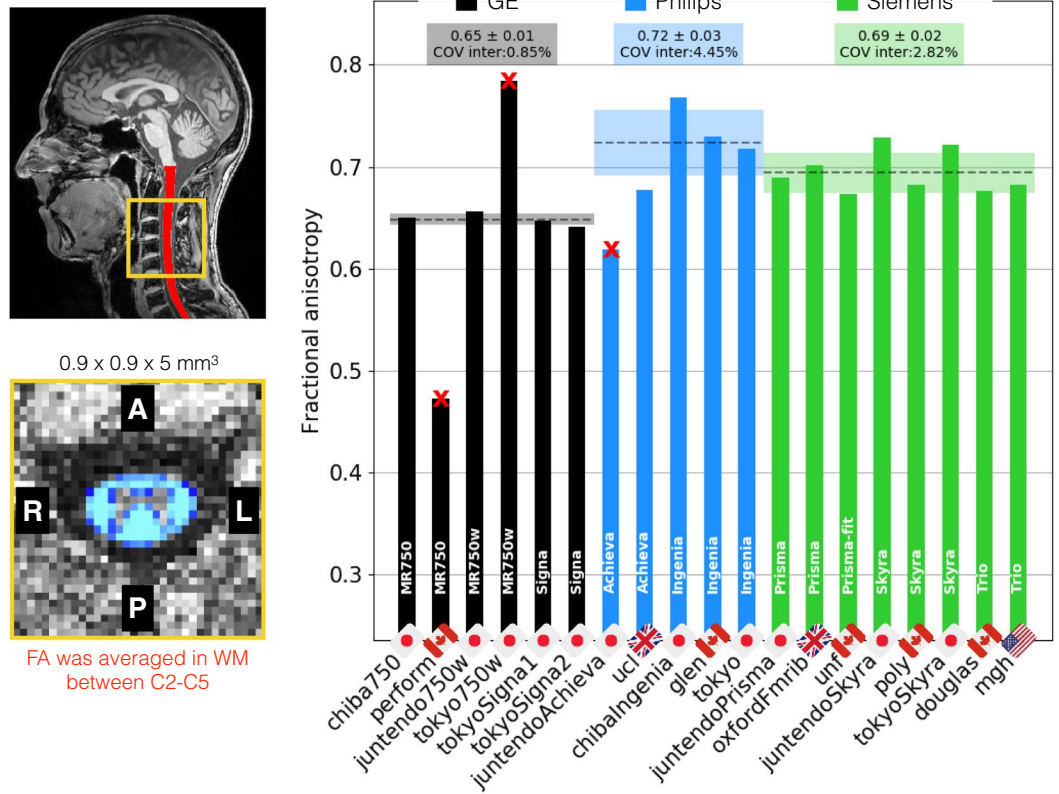 GE
Philips
Siemens
0.65 ± 0.01
COV inter:0.85%
0.72 ± 0.03
COV inter:4.45%
0.69 ± 0.02
COV inter:2.82%
0.8
0.7
0.6
0.5
0.4
0.3
Fractional anisotropy
X
X
X
MR750
MR750
MR750w
MR750w
Signa
Signa
Achieva
Achieva
Ingenia
Ingenia
Ingenia
Prisma
Prisma
Prisma-fit
Skyra
Skyra
Skyra
Trio
Trio
chiba750
perform
juntendo750w
tokyo750w
tokyoSigna1
tokyoSigna2
juntendoAchieva
ucl
chibaIngenia
glen
tokyo
juntendoPrisma
oxfordFmrib
unf
juntendoSkyra
poly
tokyoSkyra
douglas
mgh
0.9 x 0.9 x 5 mm³
A
R
L
P
FA was averaged in WM
between C2-C5